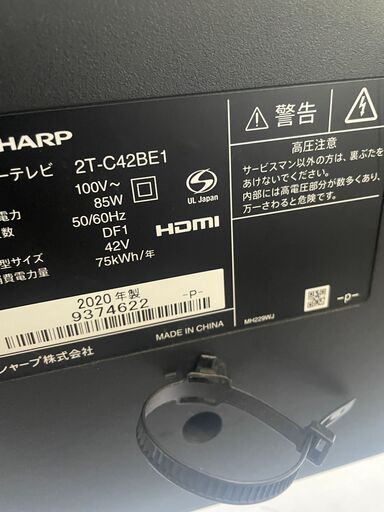 SHARP
ーテレビ 2T-C42BE1
100V~
電力 85W
数 50/60Hz
DF1
型サイズ 42V
消費電力量 75kWh/年
UL Japan
HDMI
2020年製
9374622 -P-
MADE IN CHINA
シャープ株式会社
警告
高圧注意
サービスマン以外の方は、裏ぶたを
あけないでください。
内部には高電圧部分が数多くあり、
万一さわると危険です。
MH229WJ
-P-